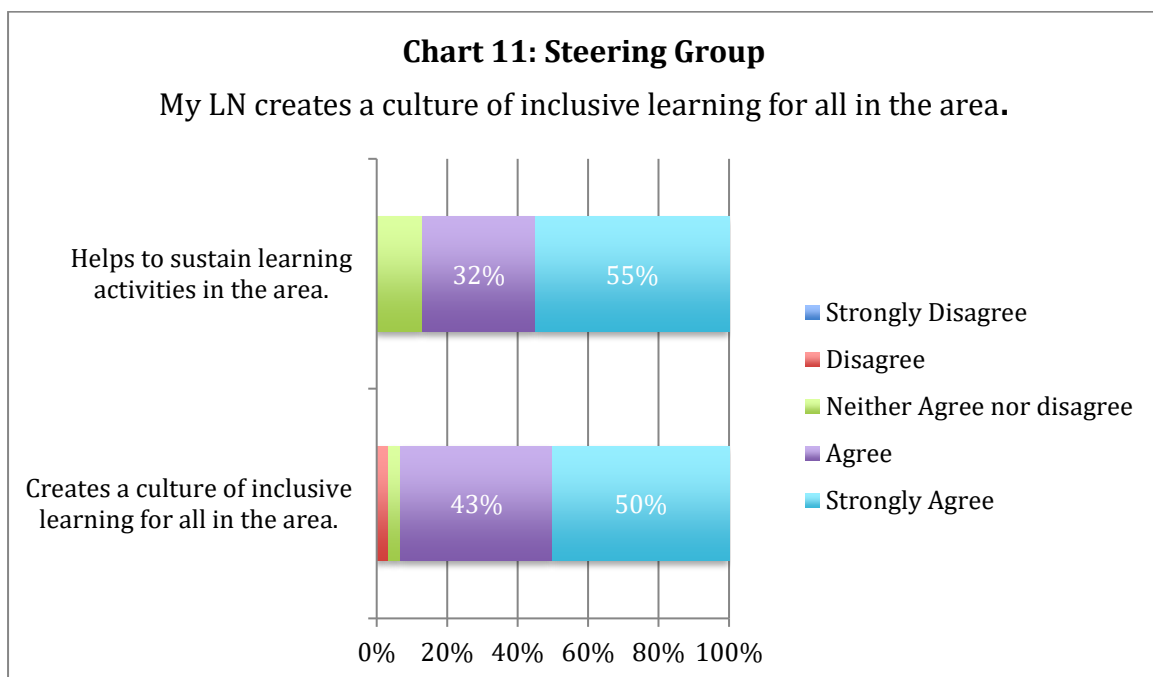 Chart 11: Steering Group
My LN creates a culture of inclusive learning for all in the area.
Helps to sustain learning
activities in the area.
32%
55%
Creates a culture of inclusive
learning for all in the area.
43%
50%
0%
20%
40%
60%
80%
100%
Strongly Disagree
Disagree
Neither Agree nor disagree
Agree
Strongly Agree